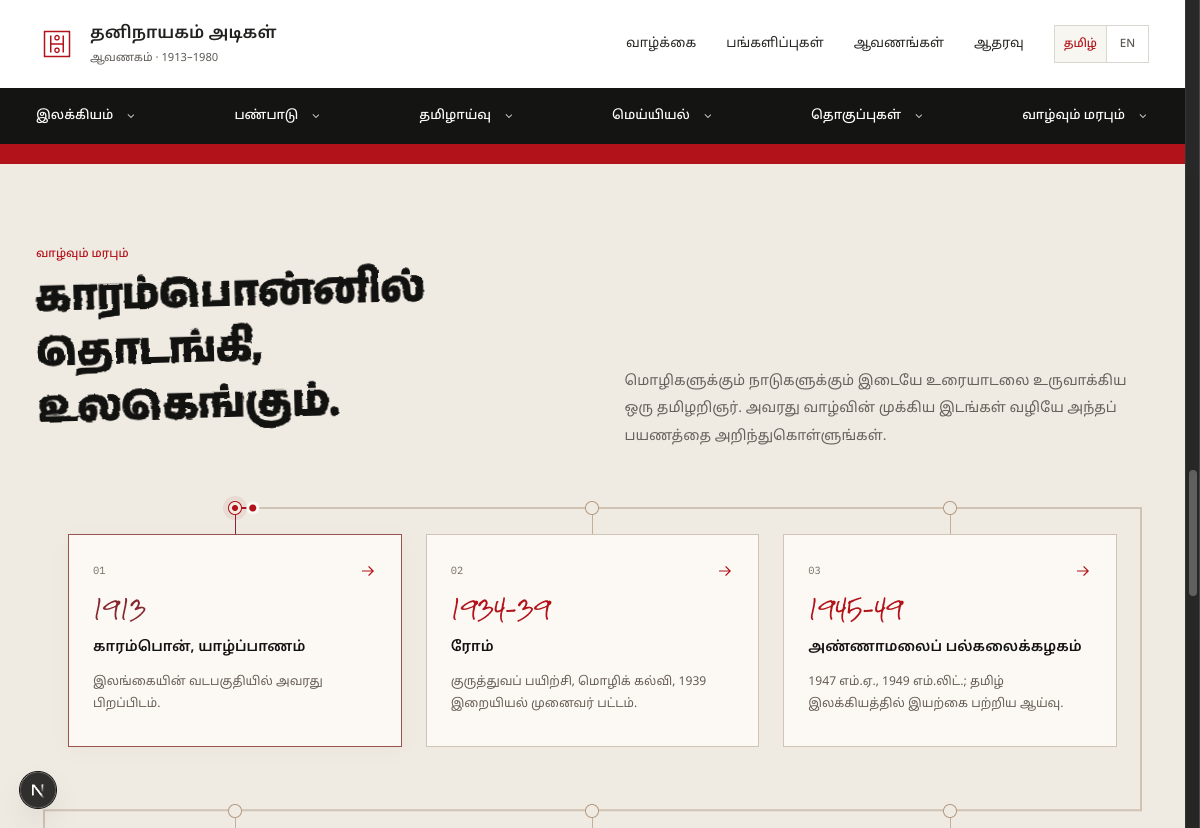 தனிநாயகம் அடிகள்
ஆவணகம் · 1913–1980
வாழ்க்கை பங்களிப்புகள் ஆவணங்கள் ஆதரவு தமிழ் EN
இலக்கியம் பண்பாடு தமிழாய்வு மெய்யியல் தொகுப்புகள் வாழ்வும் மரபும்
வாழ்வும் மரபும்
காரம்பொன்னில்
தொடங்கி,
உலகெங்கும்.
மொழிகளுக்கும் நாடுகளுக்கும் இடையே உரையாடலை உருவாக்கிய
ஒரு தமிழறிஞர். அவரது வாழ்வின் முக்கிய இடங்கள் வழியே அந்தப்
பயணத்தை அறிந்துகொள்ளுங்கள்.
01
1913
காரம்பொன், யாழ்ப்பாணம்
இலங்கையின் வடபகுதியில் அவரது
பிறப்பிடம்.
02
1934-39
ரோம்
குருத்துவப் பயிற்சி, மொழிக் கல்வி, 1939
இறையியல் முனைவர் பட்டம்.
03
1945-49
அண்ணாமலைப் பல்கலைக்கழகம்
1947 எம்.ஏ., 1949 எம்.லிட்.; தமிழ்
இலக்கியத்தில் இயற்கை பற்றிய ஆய்வு.
N